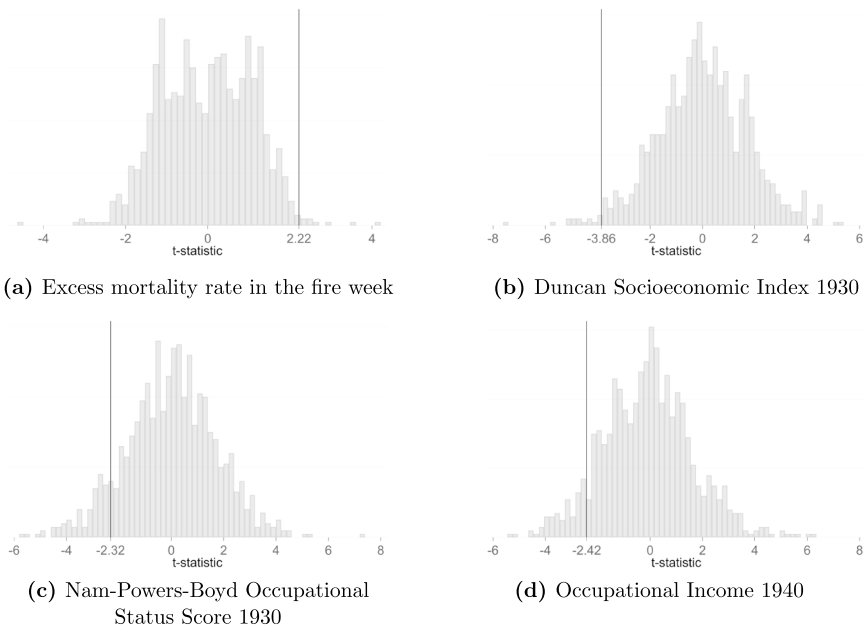 -4 -2 0 2.22 4
t-statistic
(a) Excess mortality rate in the fire week
-8 -6 -3.86 -2 0 2 4 6
t-statistic
(b) Duncan Socioeconomic Index 1930
-6 -4 -2.32 0 2 4 6 8
t-statistic
(c) Nam-Powers-Boyd Occupational
Status Score 1930
-6 -4 -2.42 0 2 4 6 8
t-statistic
(d) Occupational Income 1940